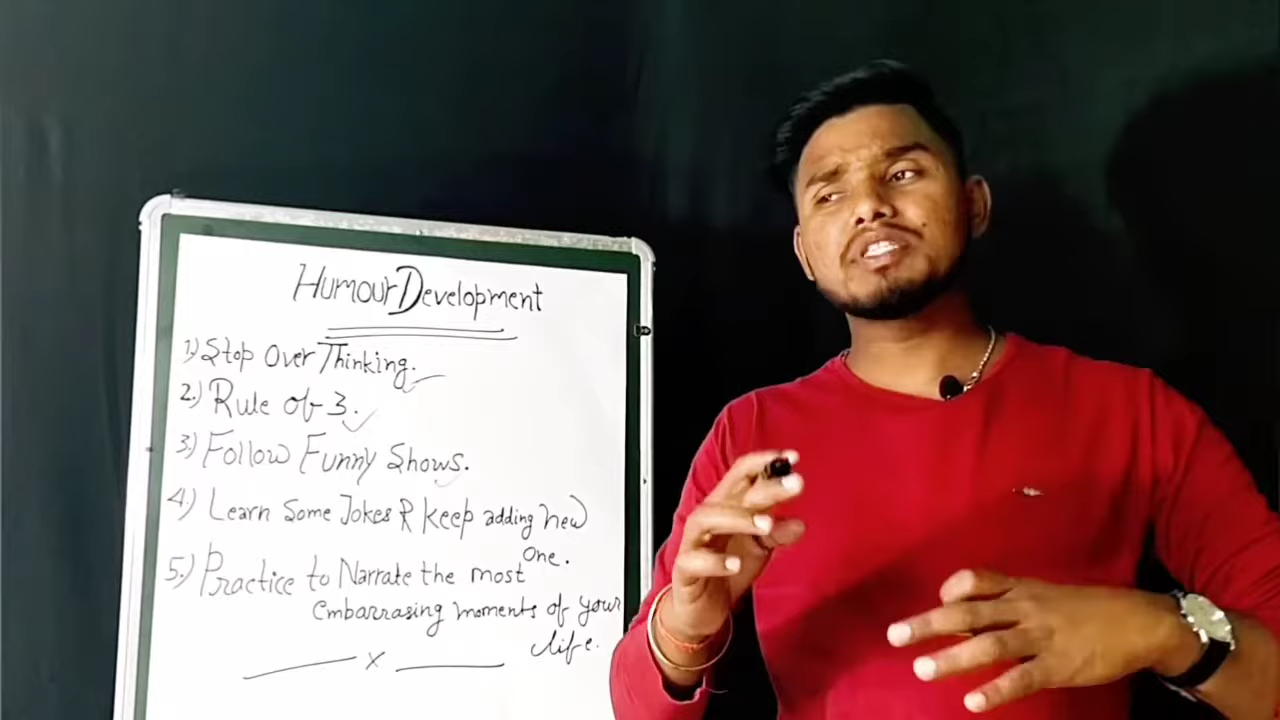 Humour Development
1) Stop Over Thinking.
2.) Rule of 3.
3.) Follow Funny Shows.
4.) Learn Some Jokes & keep adding new
One.
5.) Practice to Narrate the most
embarrasing moments of your
life.